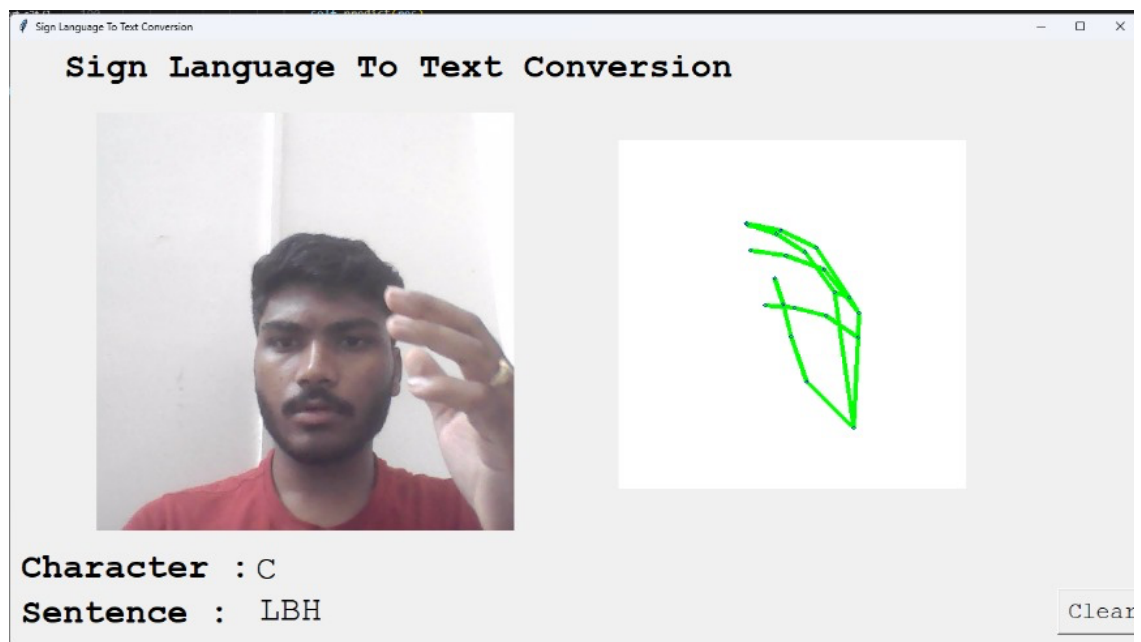 Sign Language To Text Conversion
Sign Language To Text Conversion
Character : C
Sentence : LBH
Clear